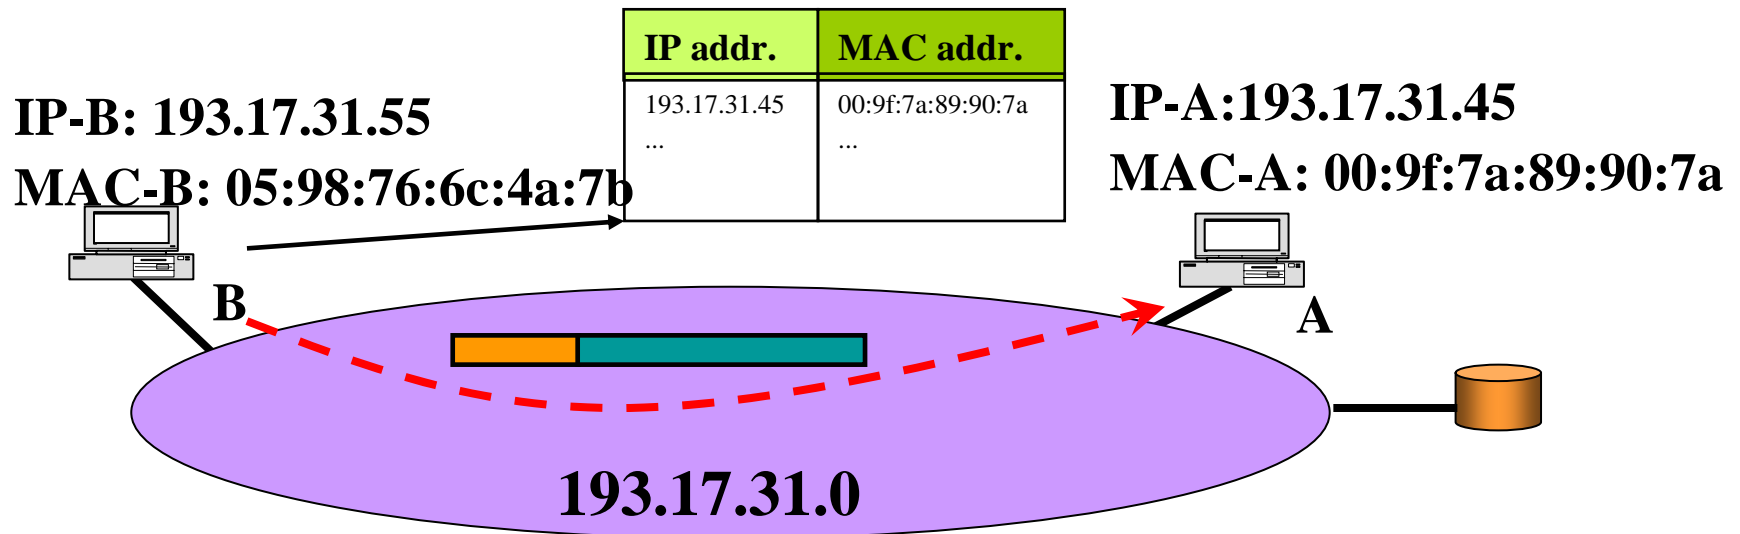 IP addr. MAC addr.
193.17.31.45 00:9f:7a:89:90:7a
... ...
IP-B: 193.17.31.55
MAC-B: 05:98:76:6c:4a:7b
IP-A:193.17.31.45
MAC-A: 00:9f:7a:89:90:7a
B
A
193.17.31.0